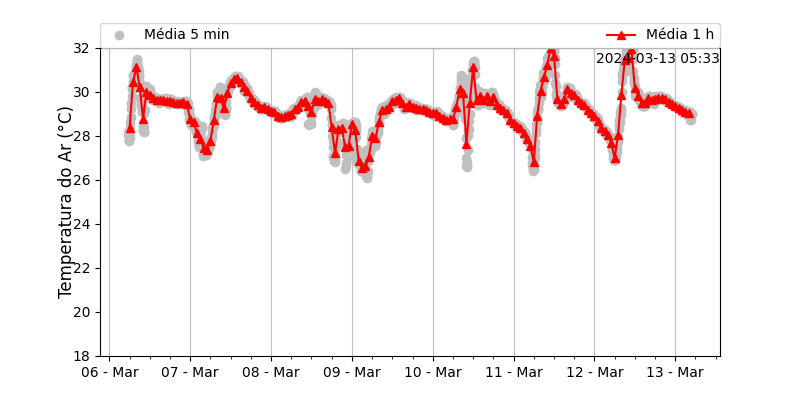 Média 5 min
Média 1 h
2024-03-13 05:33
Temperatura do Ar (°C)
32
30
28
26
24
22
20
18
06 - Mar
07 - Mar
08 - Mar
09 - Mar
10 - Mar
11 - Mar
12 - Mar
13 - Mar